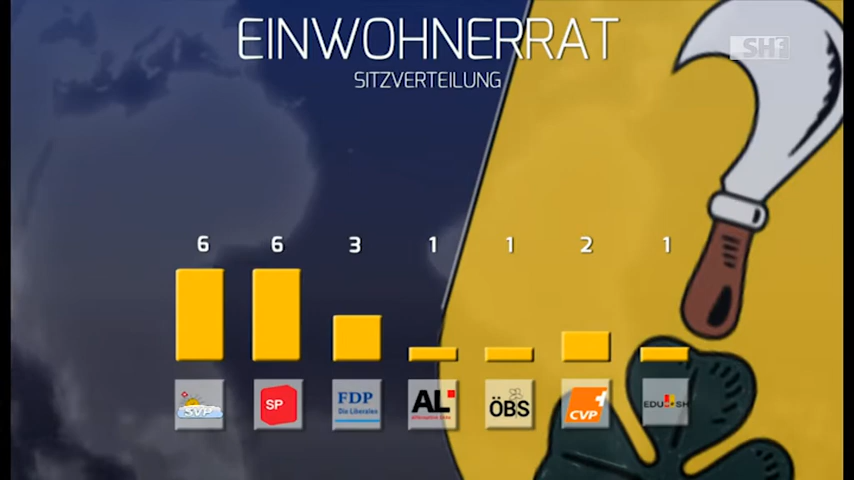 EINWOHNERRAT
SHf
SITZVERTEILUNG
6 6 3 1 1 2 1
SVP
SP
FDP
Die Liberalen
AL
ÖBS
CVP
EDU SH